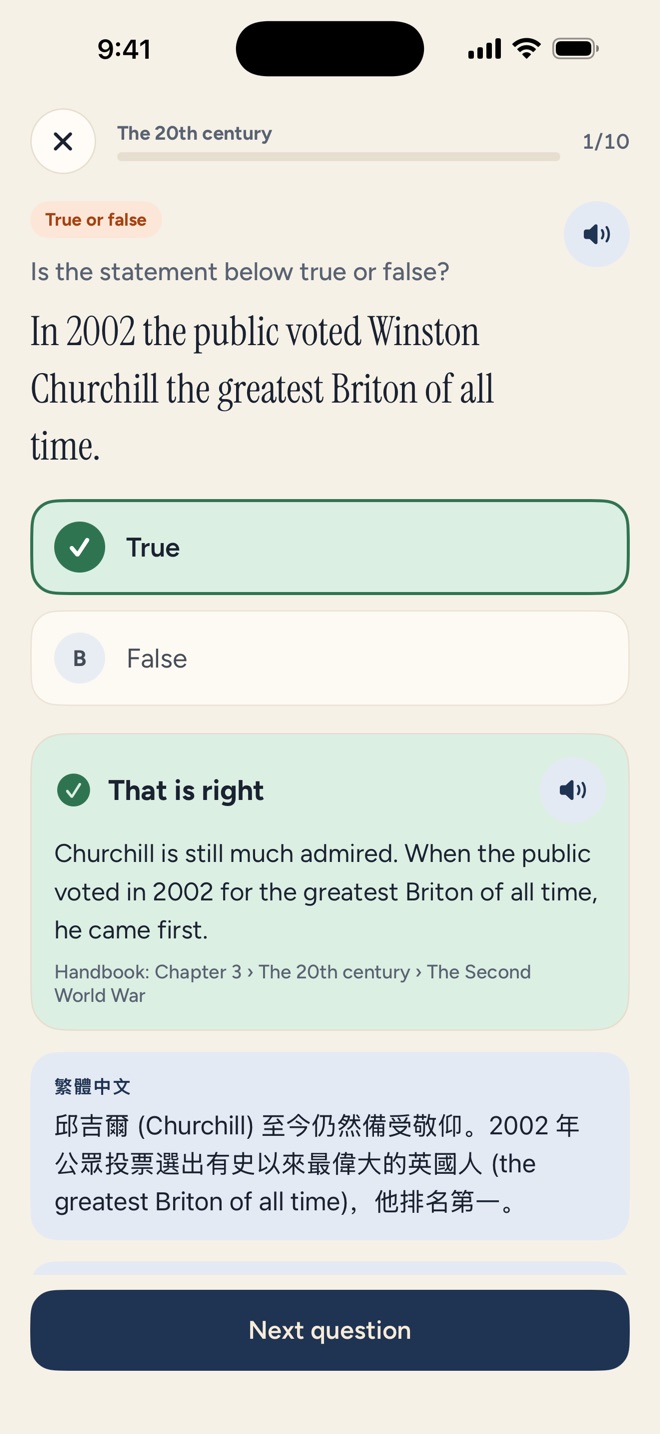 9:41
The 20th century
1/10
True or false
Is the statement below true or false?
In 2002 the public voted Winston
Churchill the greatest Briton of all
time.
True
B
False
That is right
Churchill is still much admired. When the public
voted in 2002 for the greatest Briton of all time,
he came first.
Handbook: Chapter 3 › The 20th century › The Second
World War
繁體中文
邱吉爾 (Churchill) 至今仍然備受敬仰。2002 年
公眾投票選出有史以來最偉大的英國人 (the
greatest Briton of all time)，他排名第一。
Next question